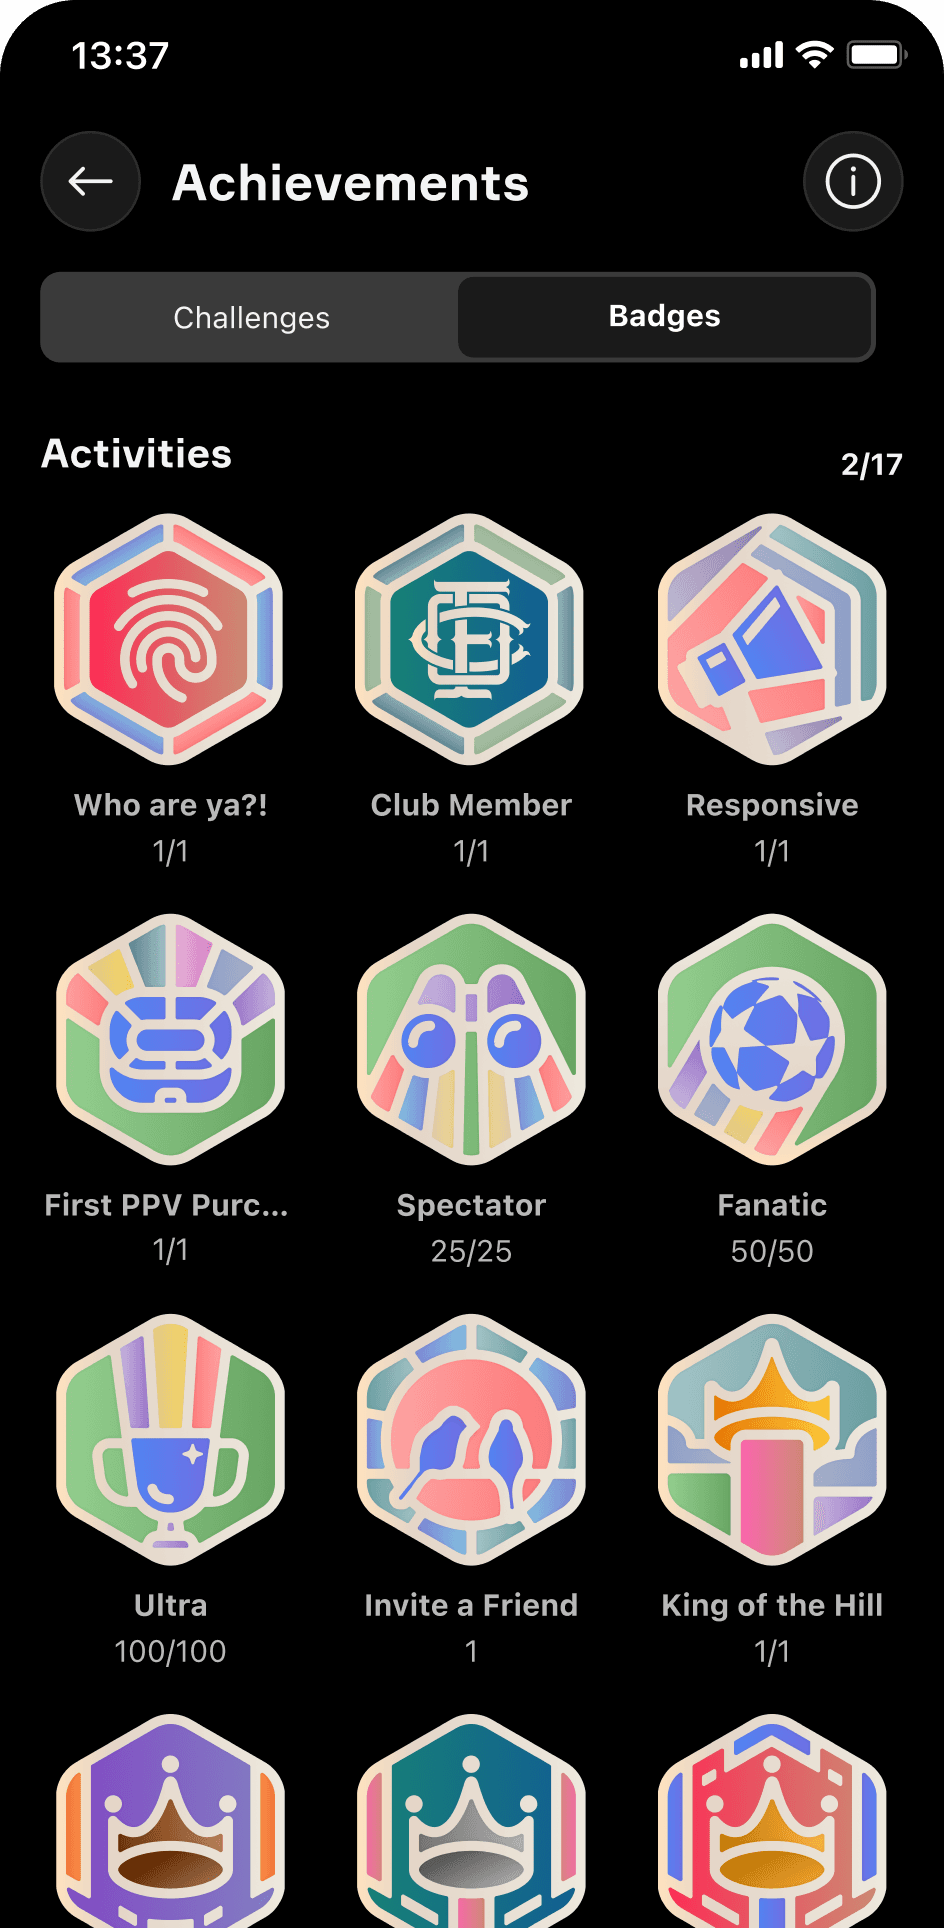 13:37
Achievements
Challenges
Badges
Activities
2/17
Who are ya?!
Club Member
Responsive
1/1
1/1
1/1
First PPV Purc...
Spectator
Fanatic
1/1
25/25
50/50
Ultra
Invite a Friend
King of the Hill
100/100
1
1/1